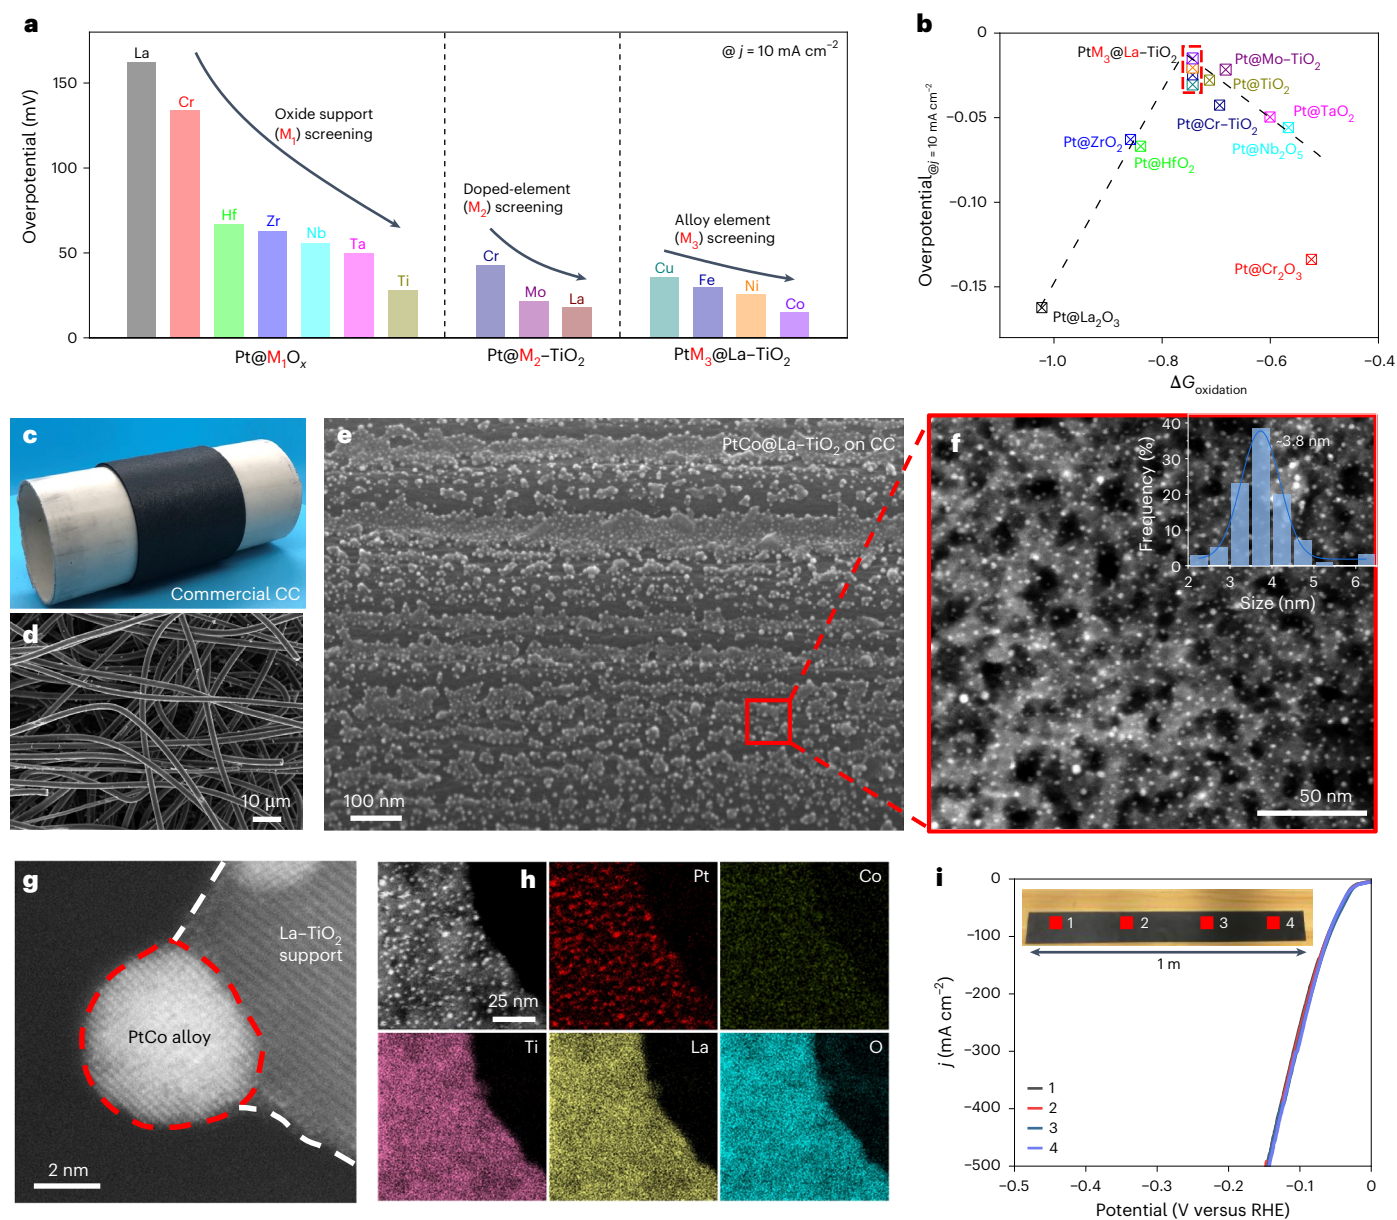 a
Overpotential (mV)
150
100
50
0
La
Cr
Hf
Zr
Nb
Ta
Ti
Oxide support
(M₁) screening
Doped-element
(M₂) screening
Cr
Mo
La
@ j = 10 mA cm⁻²
Alloy element
(M₃) screening
Cu
Fe
Ni
Co
Pt@M₁Oₓ
Pt@M₂–TiO₂
PtM₃@La–TiO₂
b
Overpotential@j = 10 mA cm⁻²
0
−0.05
−0.10
−0.15
PtM₃@La–TiO₂
Pt@Mo–TiO₂
Pt@TiO₂
Pt@TaO₂
Pt@Cr–TiO₂
Pt@Nb₂O₅
Pt@ZrO₂
Pt@HfO₂
Pt@Cr₂O₃
Pt@La₂O₃
−1.0
−0.8
−0.6
−0.4
ΔGoxidation
c
Commercial CC
d
10 μm
e
PtCo@La–TiO₂ on CC
100 nm
f
Frequency (%)
40
30
20
10
0
~3.8 nm
2 3 4 5 6
Size (nm)
50 nm
g
La–TiO₂
support
PtCo alloy
2 nm
h
25 nm
Pt
Co
Ti
La
O
i
j (mA cm⁻²)
0
−100
−200
−300
−400
−500
1 2 3 4
1 m
1
2
3
4
−0.5
−0.4
−0.3
−0.2
−0.1
0
Potential (V versus RHE)